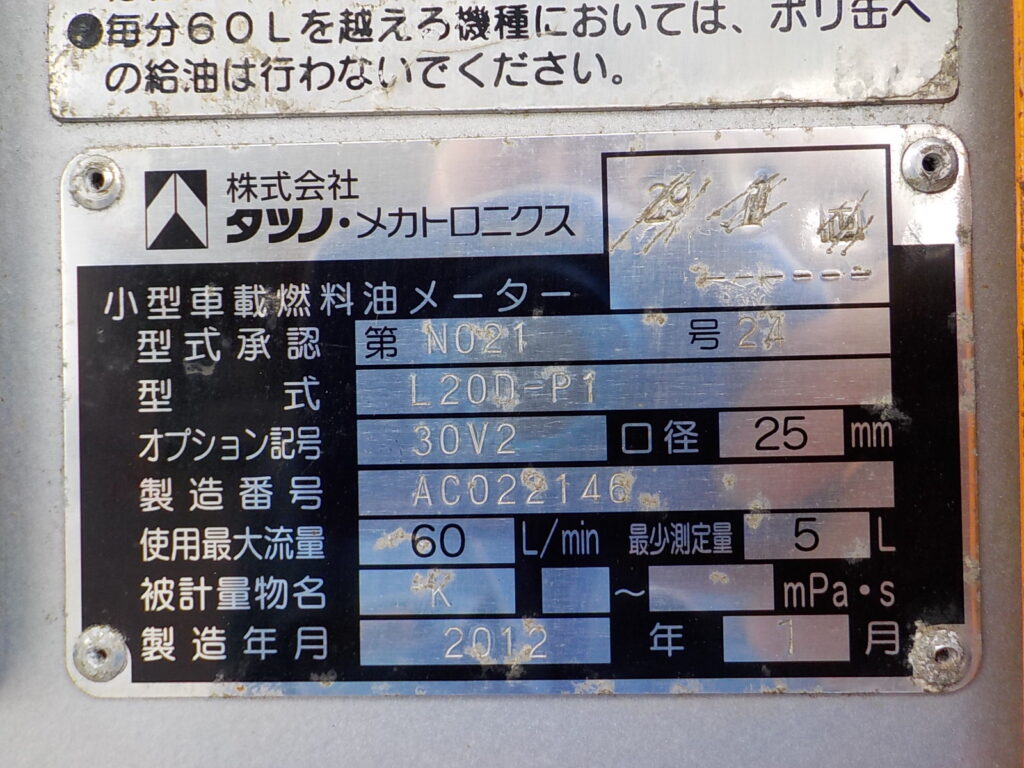 ●毎分60Lを越える機種においては、ポリ缶へ
の給油は行わないでください。
株式会社
タツノ・メカトロニクス
小型車載燃料油メーター
型式承認 第 N021 号 24
型式 L20D-P1
オプション記号 30V2 口径 25 mm
製造番号 AC022146
使用最大流量 60 L/min 最少測定量 5 L
被計量物名 K ～ mPa・s
製造年月 2012 年 1 月